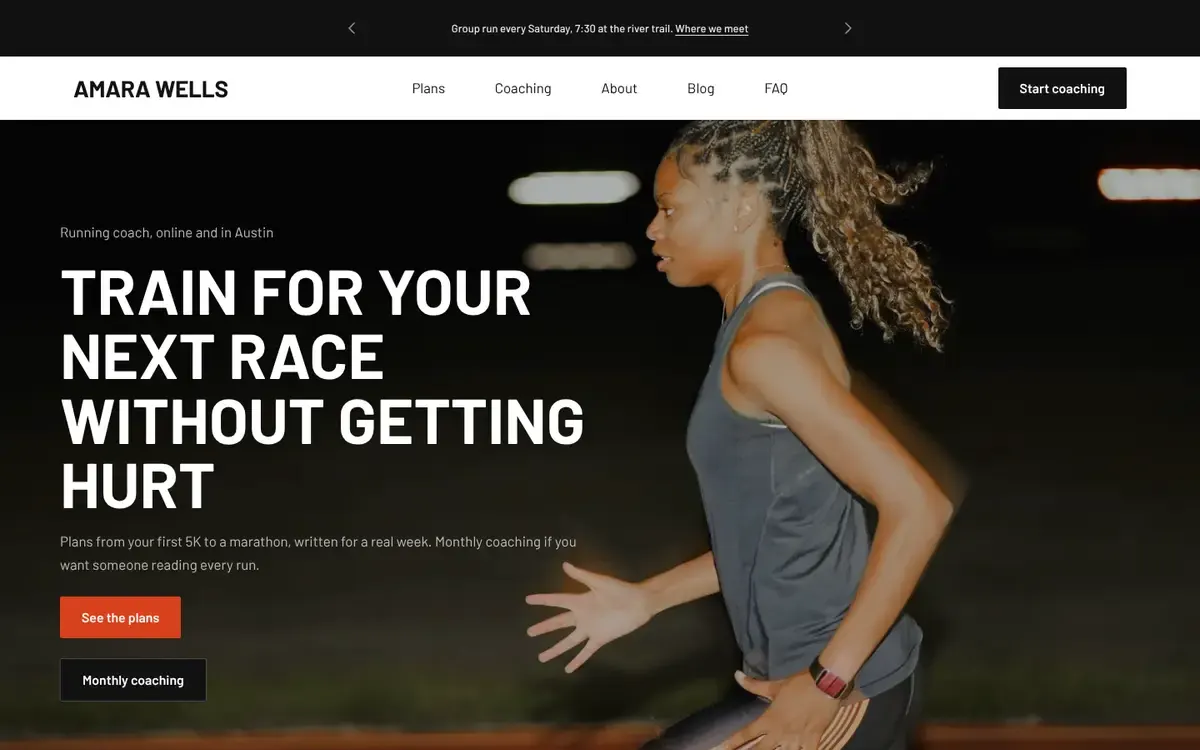 Group run every Saturday, 7:30 at the river trail. Where we meet
AMARA WELLS
Plans
Coaching
About
Blog
FAQ
Start coaching
Running coach, online and in Austin
TRAIN FOR YOUR
NEXT RACE
WITHOUT GETTING
HURT
Plans from your first 5K to a marathon, written for a real week. Monthly coaching if you
want someone reading every run.
See the plans
Monthly coaching